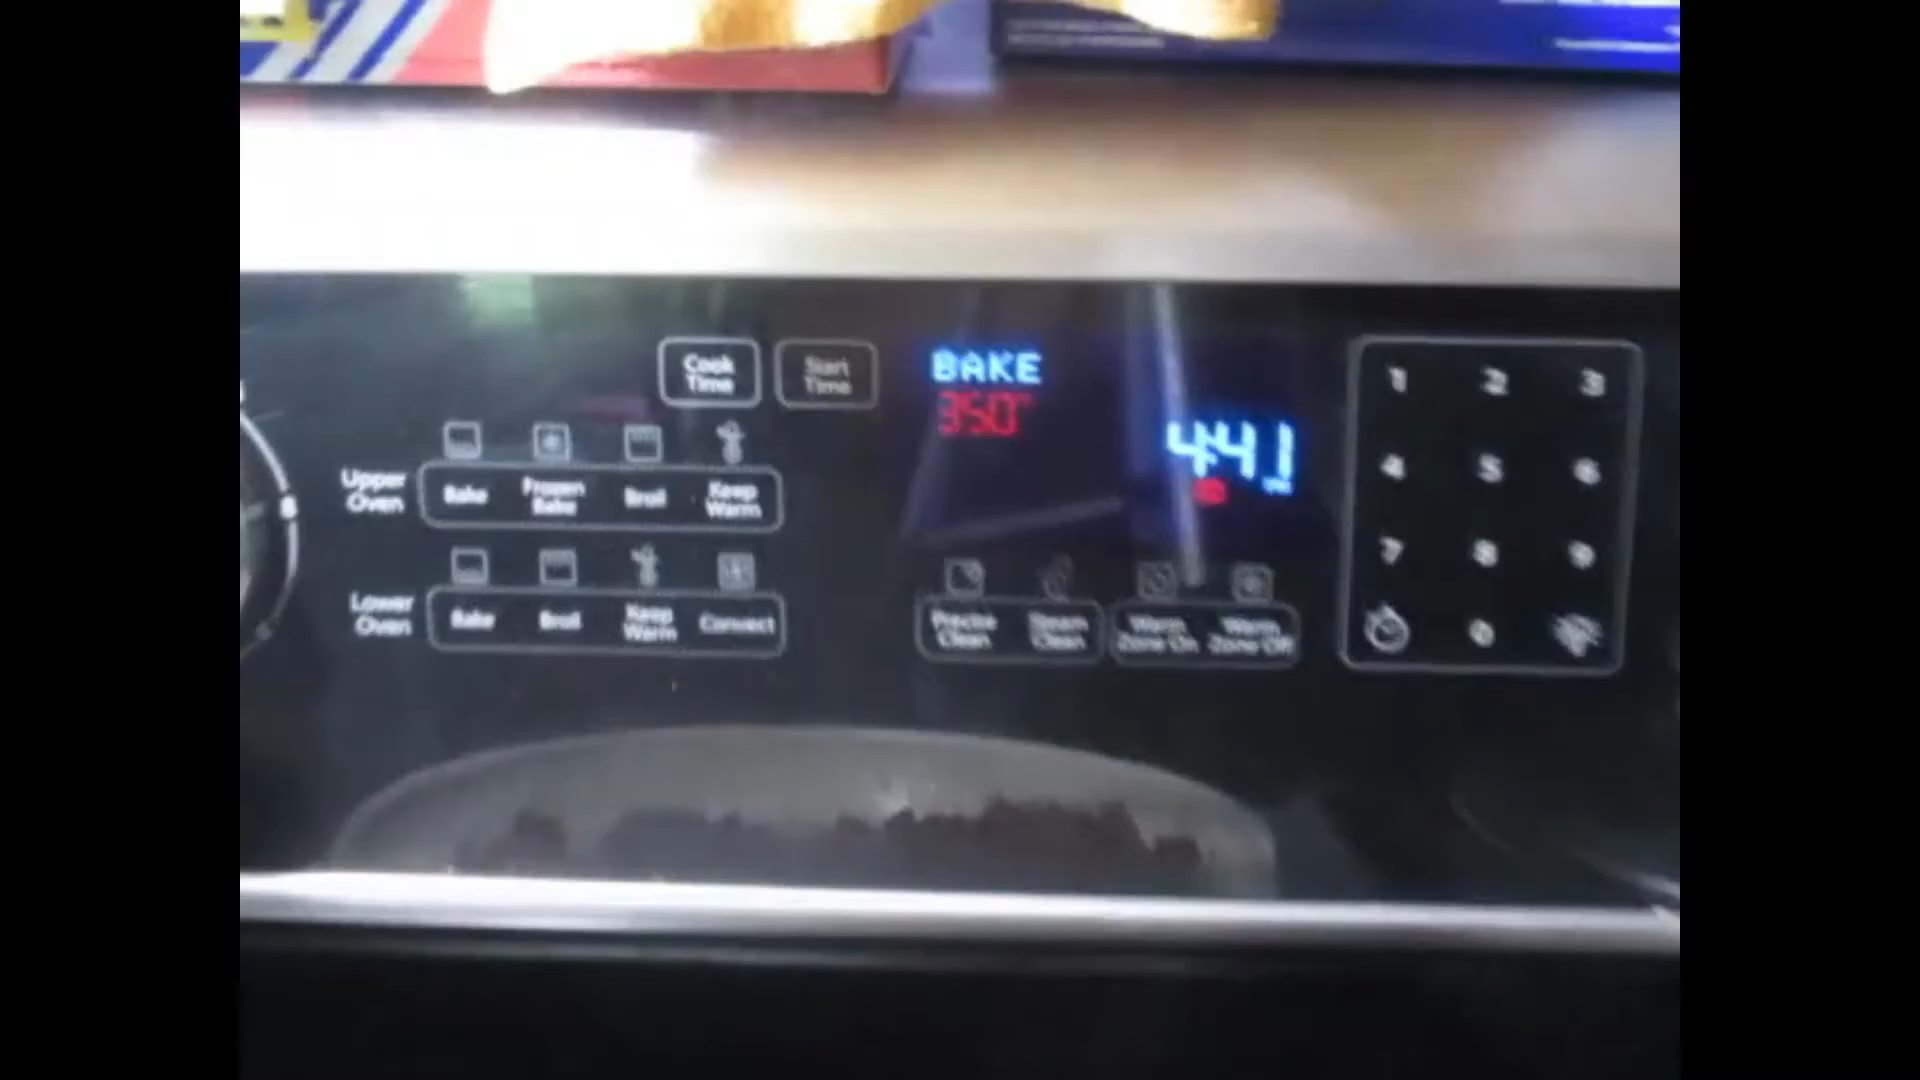 Cook
Time
Start
Time
BAKE
350°
4:41
1 2 3
4 5 6
7 8 9
0
Upper
Oven
Bake
Frozen
Bake
Broil
Keep
Warm
Lower
Oven
Bake
Broil
Keep
Warm
Convect
Precise
Clean
Steam
Clean
Warm
Zone On
Warm
Zone Off